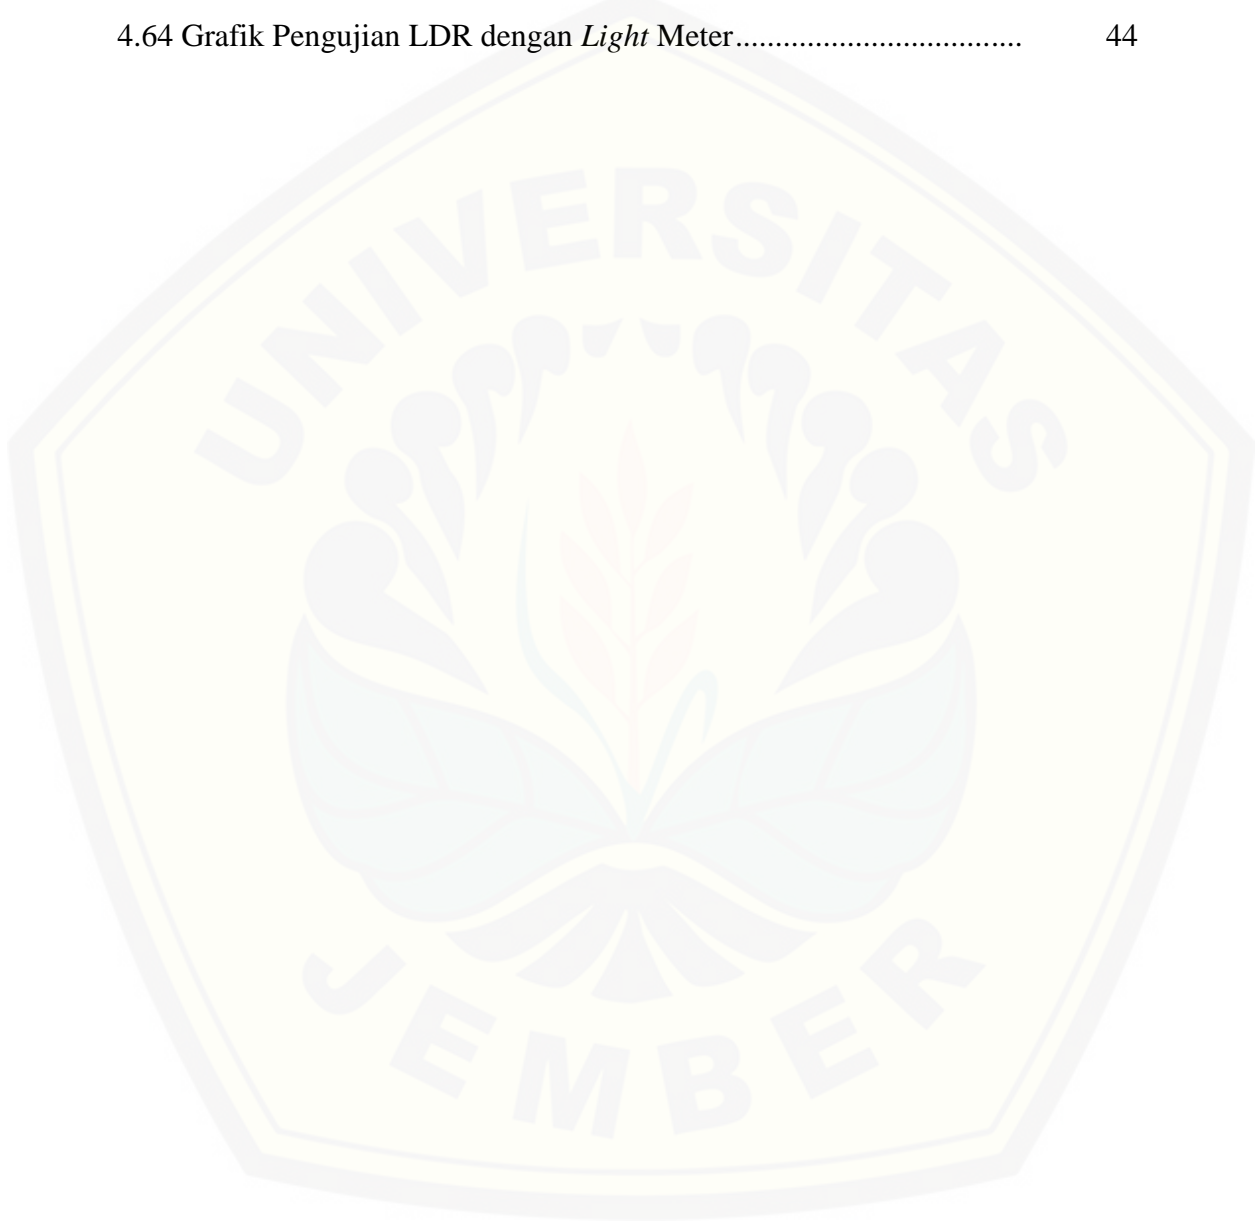 4.64 Grafik Pengujian LDR dengan Light Meter.................................... 44
UNIVERSITAS
JEMBER